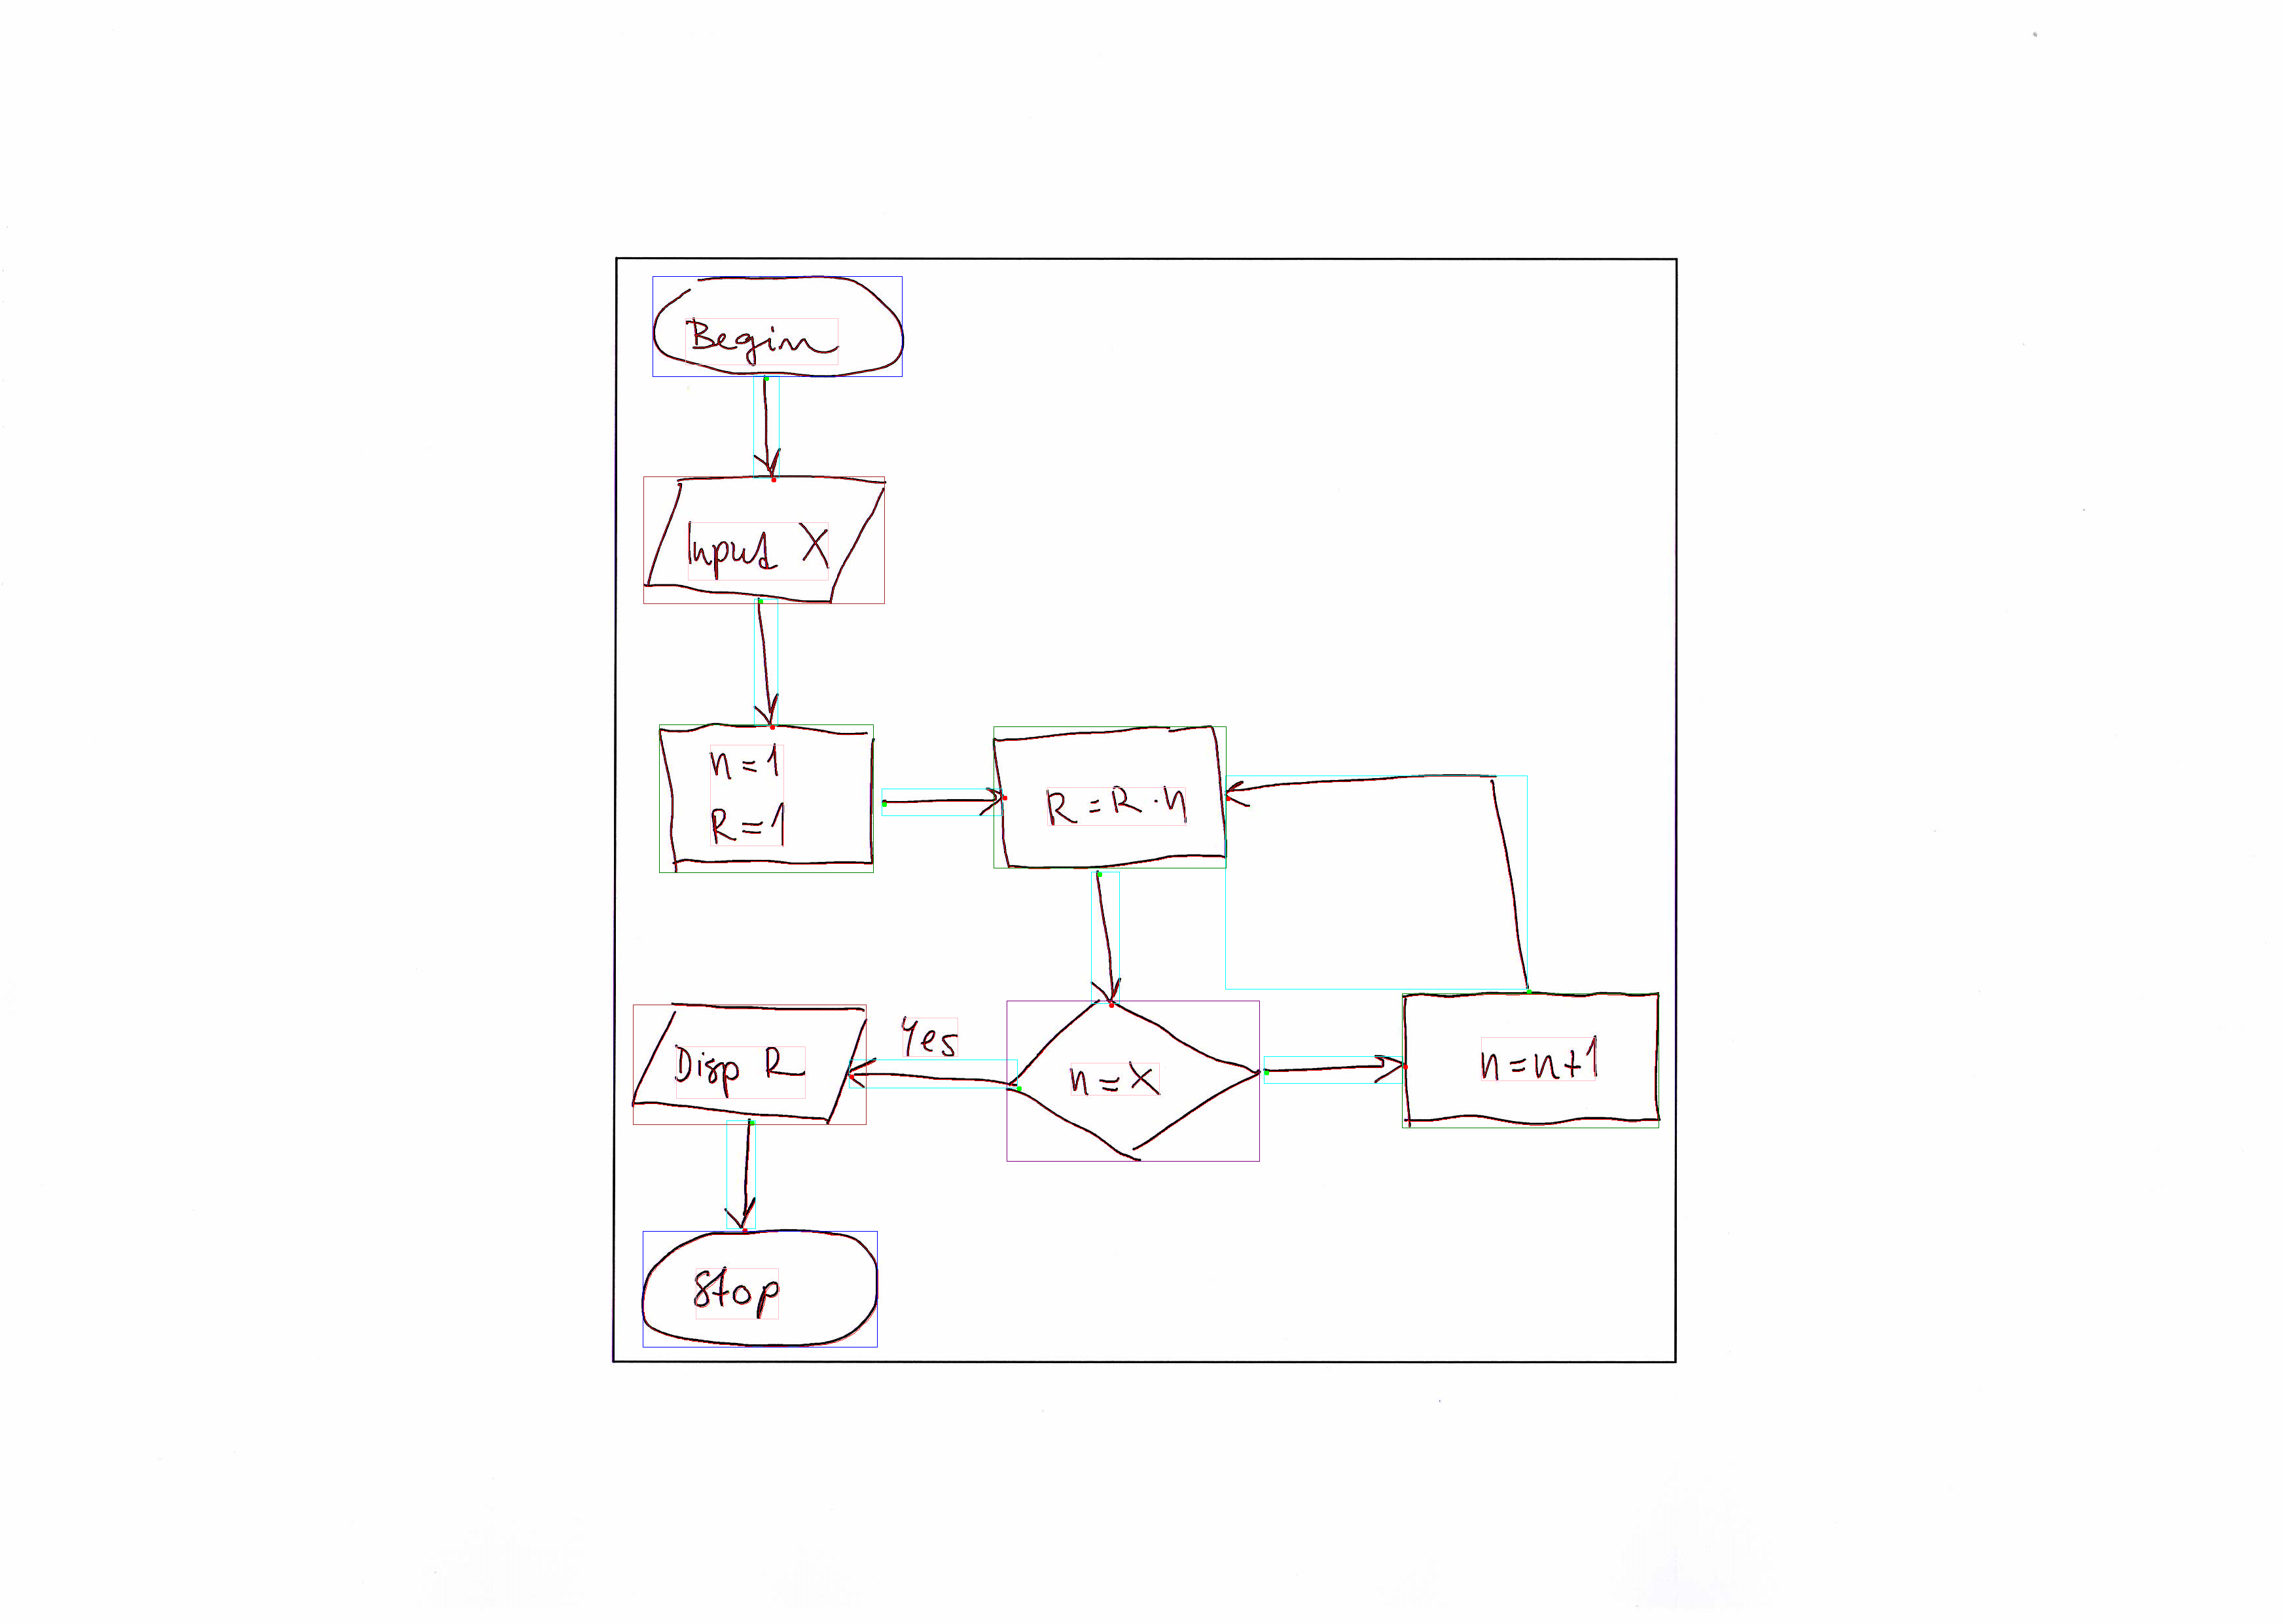 Begin
Input X
n=1
R=1
R=R·n
Yes
Disp R
n=X
n=n+1
Stop